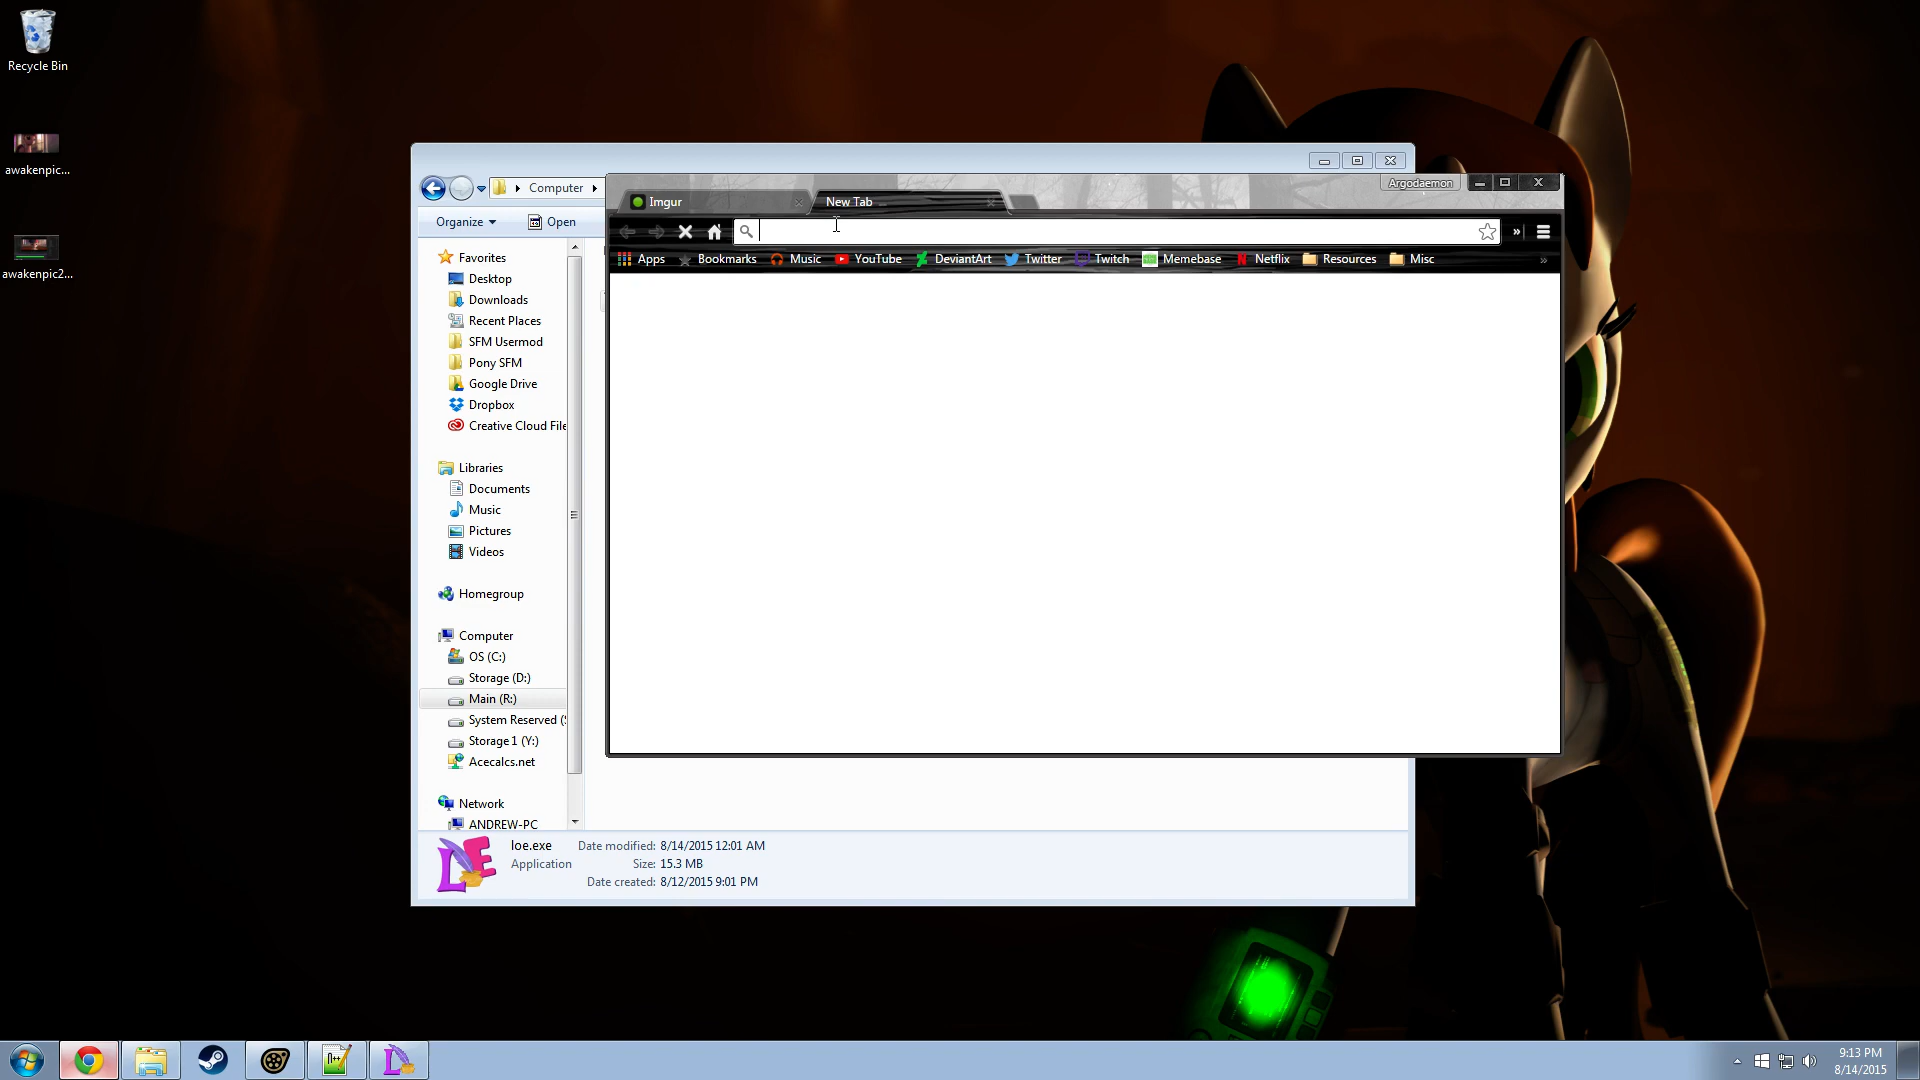 Recycle Bin
awakenpic...
awakenpic2...
Computer
Organize
Open
Favorites
Desktop
Downloads
Recent Places
SFM Usermod
Pony SFM
Google Drive
Dropbox
Creative Cloud File
Libraries
Documents
Music
Pictures
Videos
Homegroup
Computer
OS (C:)
Storage (D:)
Main (R:)
System Reserved (
Storage 1 (Y:)
Acecalcs.net
Network
ANDREW-PC
loe.exe
Application
Date modified: 8/14/2015 12:01 AM
Size: 15.3 MB
Date created: 8/12/2015 9:01 PM
Argodaemon
Imgur
New Tab
Apps
Bookmarks
Music
YouTube
DeviantArt
Twitter
Twitch
Memebase
Netflix
Resources
Misc
»
9:13 PM
8/14/2015